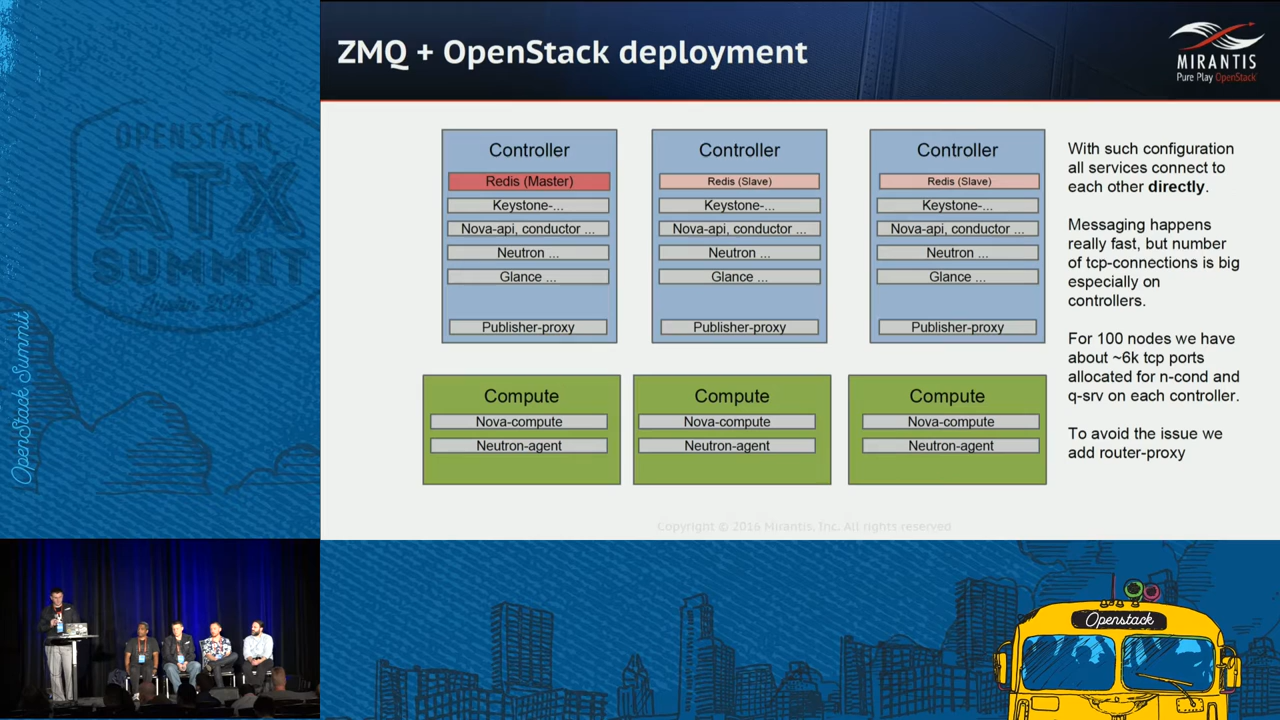 ZMQ + OpenStack deployment
MIRANTIS
Pure Play OpenStack
Controller
Redis (Master)
Keystone-...
Nova-api, conductor ...
Neutron ...
Glance ...
Publisher-proxy
Controller
Redis (Slave)
Keystone-...
Nova-api, conductor ...
Neutron ...
Glance ...
Publisher-proxy
Controller
Redis (Slave)
Keystone-...
Nova-api, conductor ...
Neutron ...
Glance ...
Publisher-proxy
Compute
Nova-compute
Neutron-agent
Compute
Nova-compute
Neutron-agent
Compute
Nova-compute
Neutron-agent
With such configuration
all services connect to
each other directly.
Messaging happens
really fast, but number
of tcp-connections is big
especially on
controllers.
For 100 nodes we have
about ~6k tcp ports
allocated for n-cond and
q-srv on each controller.
To avoid the issue we
add router-proxy
Copyright © 2016 Mirantis, Inc. All rights reserved
OPENSTACK
ATX
SUMMIT
OpenStack Summit
Openstack